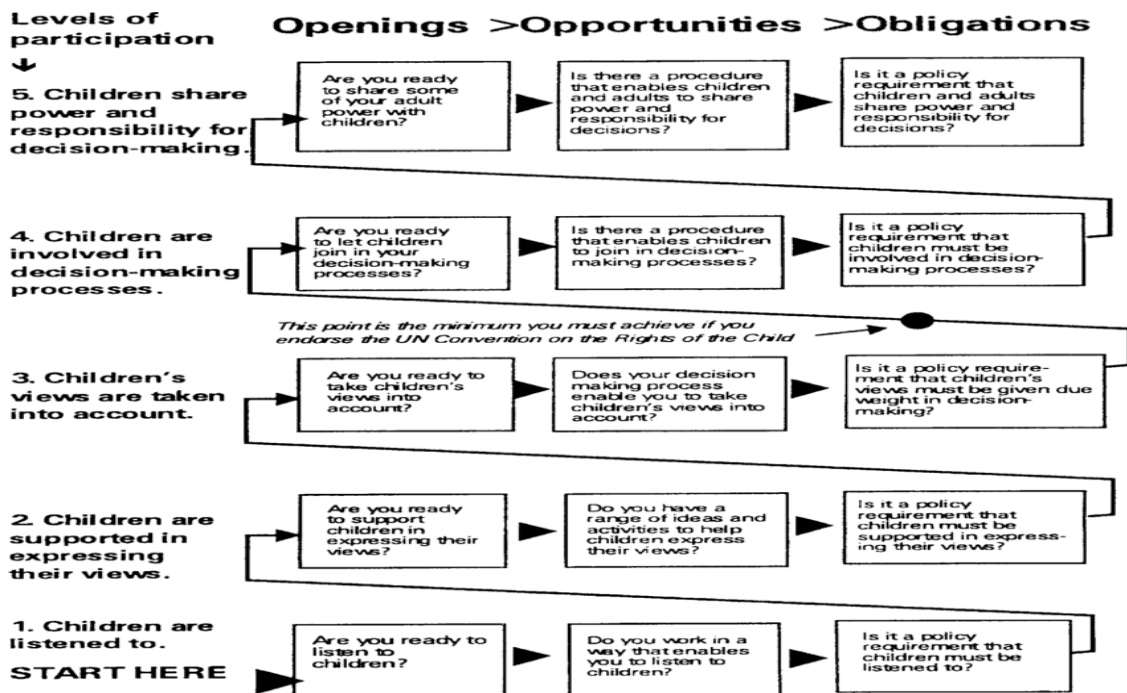 Levels of
participation
Openings >Opportunities >Obligations
5. Children share
power and
responsibility for
decision-making.
Are you ready
to share some
of your adult
power with
children?
Is there a procedure
that enables children
and adults to share
power and
responsibility for
decisions?
Is it a policy
requirement that
children and adults
share power and
responsibility for
decisions?
4. Children are
involved in
decision-making
processes.
Are you ready
to let children
join in your
decision-making
processes?
Is there a procedure
that enables children
to join in decision-
making processes?
Is it a policy
requirement that
children must be
involved in decision-
making processes?
This point is the minimum you must achieve if you
endorse the UN Convention on the Rights of the Child
3. Children's
views are taken
into account.
Are you ready to
take children's
views into
account?
Does your decision
making process
enable you to take
children's views into
account?
Is it a policy require-
ment that children's
views must be given due
weight in decision-
making?
2. Children are
supported in
expressing
their views.
Are you ready
to support
children in
expressing their
views?
Do you have a
range of ideas and
activities to help
children express
their views?
Is it a policy
requirement that
children must be
supported in express-
ing their views?
1. Children are
listened to.
START HERE
Are you ready to
listen to
children?
Do you work in a
way that enables
you to listen to
children?
Is it a policy
requirement that
children must be
listened to?